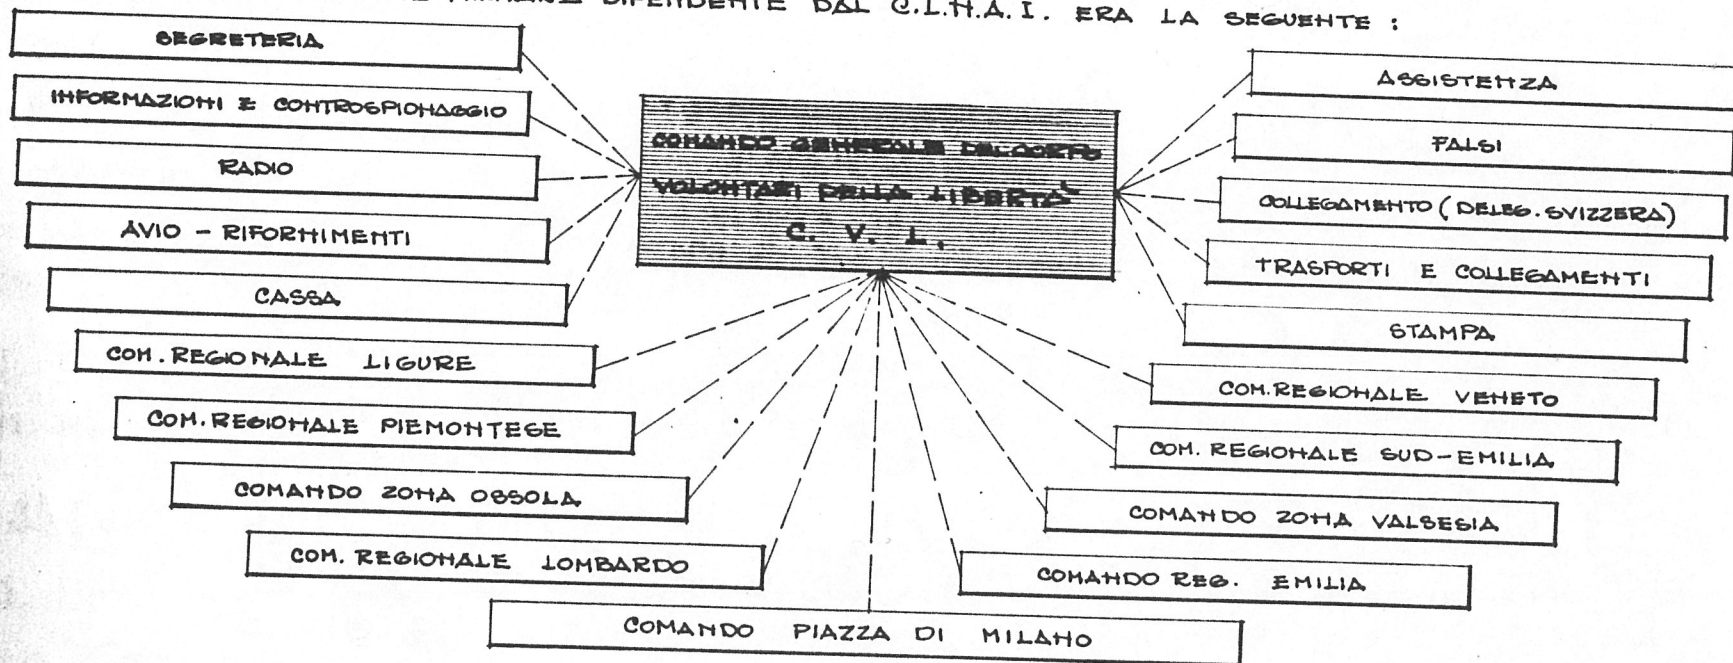 DIPENDENTE DAL C.L.N.A.I. ERA LA SEGUENTE :
SEGRETERIA
INFORMAZIONI E CONTROSPIONAGGIO
RADIO
AVIO - RIFORNIMENTI
CASSA
COM. REGIONALE LIGURE
COM. REGIONALE PIEMONTESE
COMANDO ZONA OSSOLA
COM. REGIONALE LOMBARDO
COMANDO PIAZZA DI MILANO
COMANDO GENERALE DEL CORPO
VOLONTARI DELLA LIBERTÀ
C. V. L.
ASSISTENZA
FALSI
COLLEGAMENTO (DELEG. SVIZZERA)
TRASPORTI E COLLEGAMENTI
STAMPA
COM. REGIONALE VENETO
COM. REGIONALE SUD-EMILIA
COMANDO ZONA VALSESIA
COMANDO REG. EMILIA